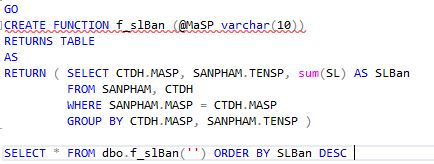 GO
CREATE FUNCTION f_slBan (@MaSP varchar(10))
RETURNS TABLE
AS
RETURN ( SELECT CTDH.MASP, SANPHAM.TENSP, sum(SL) AS SLBan
FROM SANPHAM, CTDH
WHERE SANPHAM.MASP = CTDH.MASP
GROUP BY CTDH.MASP, SANPHAM.TENSP )
SELECT * FROM dbo.f_slBan('') ORDER BY SLBan DESC